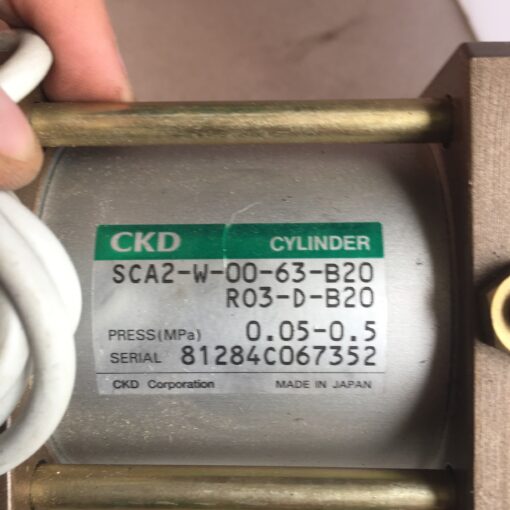 CKD CYLINDER
SCA2-W-00-63-B20
R03-D-B20
PRESS(MPa) 0.05-0.5
SERIAL 81284C067352
CKD Corporation MADE IN JAPAN